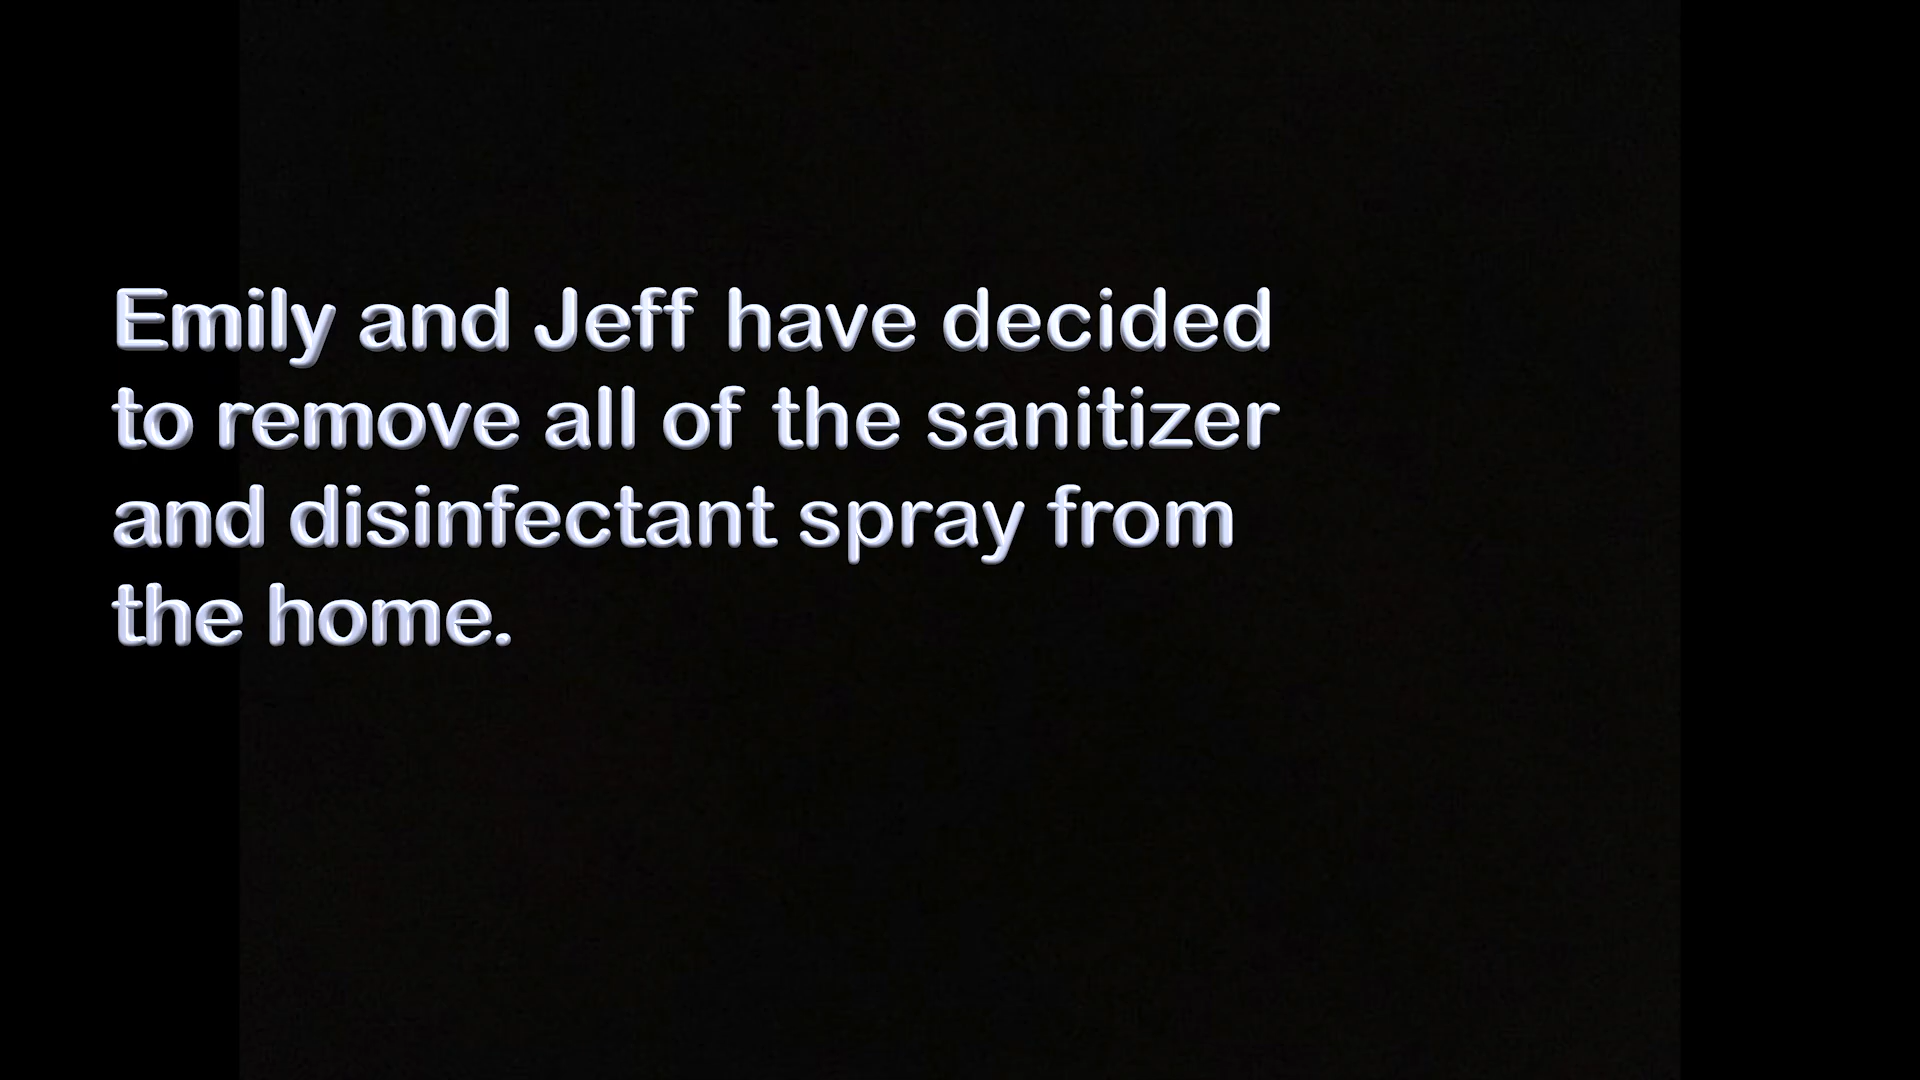 Emily and Jeff have decided
to remove all of the sanitizer
and disinfectant spray from
the home.